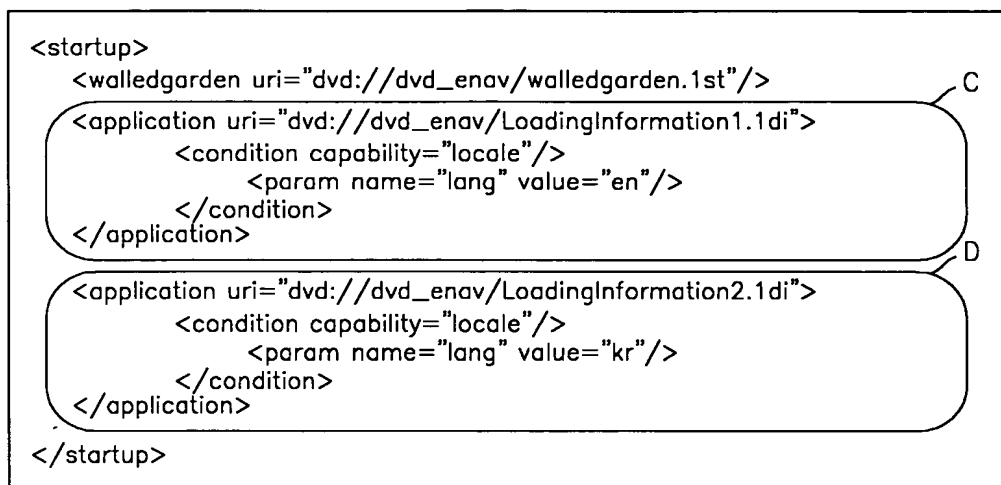 <startup>
<walledgarden uri="dvd://dvd_enav/walledgarden.1st"/>
C
<application uri="dvd://dvd_enav/LoadingInformation1.1di">
<condition capability="locale"/>
<param name="lang" value="en"/>
</condition>
</application>
D
<application uri="dvd://dvd_enav/LoadingInformation2.1di">
<condition capability="locale"/>
<param name="lang" value="kr"/>
</condition>
</application>
</startup>